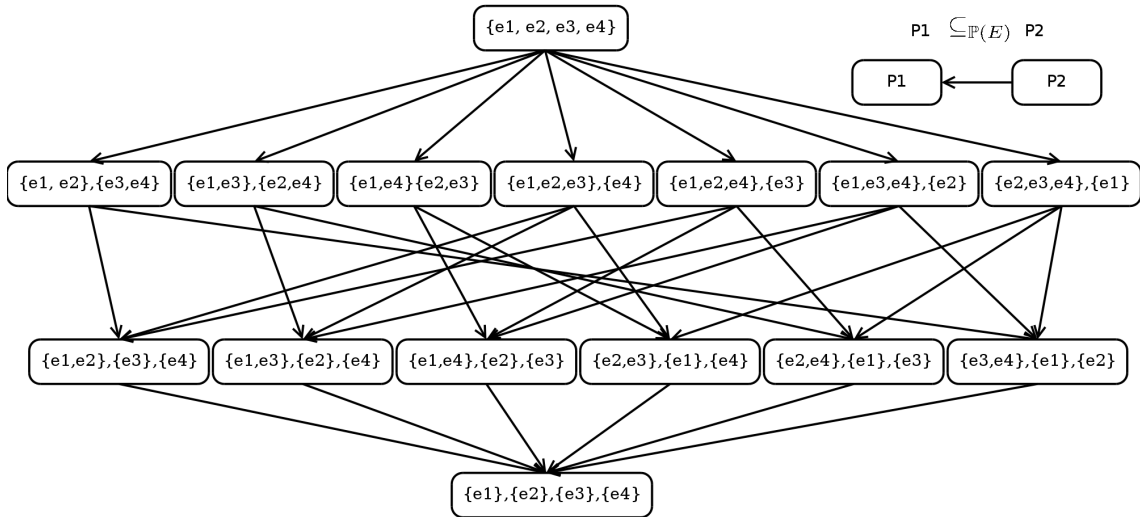 {e1, e2, e3, e4}
P1 ⊆ℙ(E) P2
P1 P2
{e1, e2},{e3,e4} {e1,e3},{e2,e4} {e1,e4}{e2,e3} {e1,e2,e3},{e4} {e1,e2,e4},{e3} {e1,e3,e4},{e2} {e2,e3,e4},{e1}
{e1,e2},{e3},{e4} {e1,e3},{e2},{e4} {e1,e4},{e2},{e3} {e2,e3},{e1},{e4} {e2,e4},{e1},{e3} {e3,e4},{e1},{e2}
{e1},{e2},{e3},{e4}